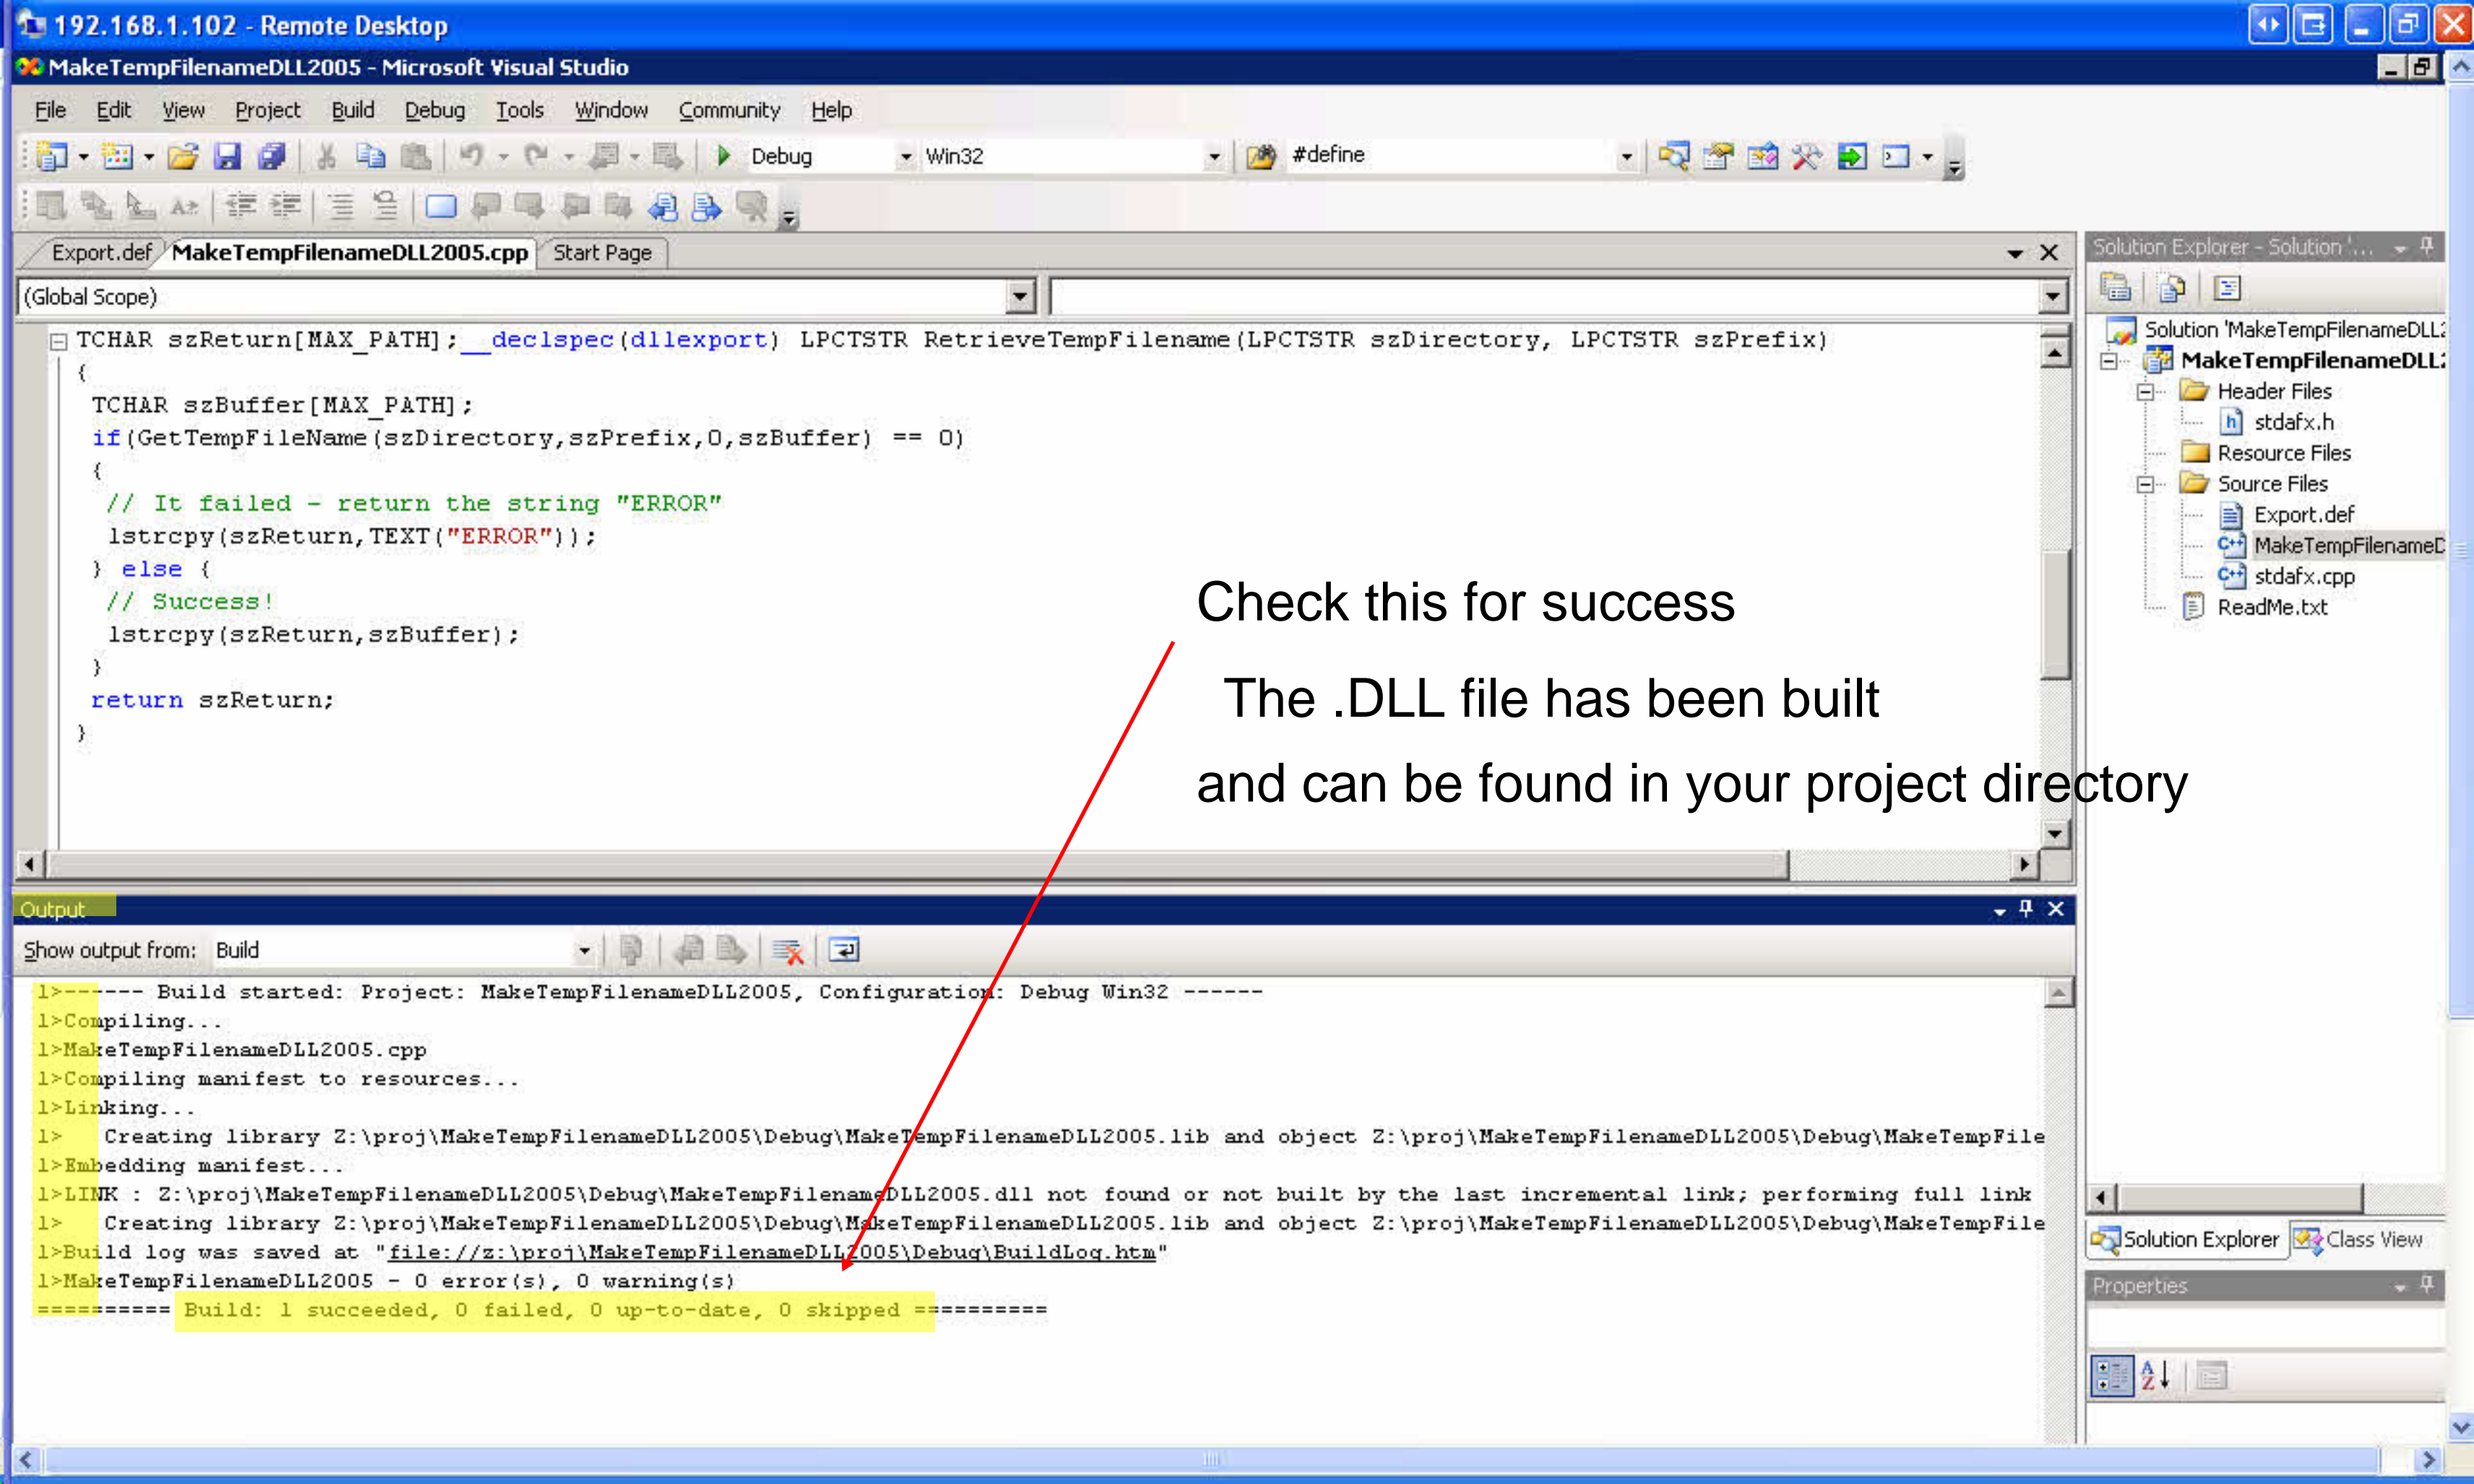 192.168.1.102 - Remote Desktop
MakeTempFilenameDLL2005 - Microsoft Visual Studio
File Edit View Project Build Debug Tools Window Community Help
Debug Win32 #define
Export.def MakeTempFilenameDLL2005.cpp Start Page
(Global Scope)
TCHAR szReturn[MAX_PATH];__declspec(dllexport) LPCTSTR RetrieveTempFilename(LPCTSTR szDirectory, LPCTSTR szPrefix)
{
TCHAR szBuffer[MAX_PATH];
if(GetTempFileName(szDirectory,szPrefix,0,szBuffer) == 0)
{
// It failed - return the string "ERROR"
lstrcpy(szReturn,TEXT("ERROR"));
} else {
// Success!
lstrcpy(szReturn,szBuffer);
}
return szReturn;
}
Check this for success
The .DLL file has been built
and can be found in your project directory
Solution Explorer - Solution '...
Solution 'MakeTempFilenameDLL2
MakeTempFilenameDLL2
Header Files
stdafx.h
Resource Files
Source Files
Export.def
MakeTempFilenameD
stdafx.cpp
ReadMe.txt
Output
Show output from: Build
1>------ Build started: Project: MakeTempFilenameDLL2005, Configuration: Debug Win32 ------
1>Compiling...
1>MakeTempFilenameDLL2005.cpp
1>Compiling manifest to resources...
1>Linking...
1>   Creating library Z:\proj\MakeTempFilenameDLL2005\Debug\MakeTempFilenameDLL2005.lib and object Z:\proj\MakeTempFilenameDLL2005\Debug\MakeTempFile
1>Embedding manifest...
1>LINK : Z:\proj\MakeTempFilenameDLL2005\Debug\MakeTempFilenameDLL2005.dll not found or not built by the last incremental link; performing full link
1>   Creating library Z:\proj\MakeTempFilenameDLL2005\Debug\MakeTempFilenameDLL2005.lib and object Z:\proj\MakeTempFilenameDLL2005\Debug\MakeTempFile
1>Build log was saved at "file://z:\proj\MakeTempFilenameDLL2005\Debug\BuildLog.htm"
1>MakeTempFilenameDLL2005 - 0 error(s), 0 warning(s)
========== Build: 1 succeeded, 0 failed, 0 up-to-date, 0 skipped ==========
Solution Explorer Class View
Properties